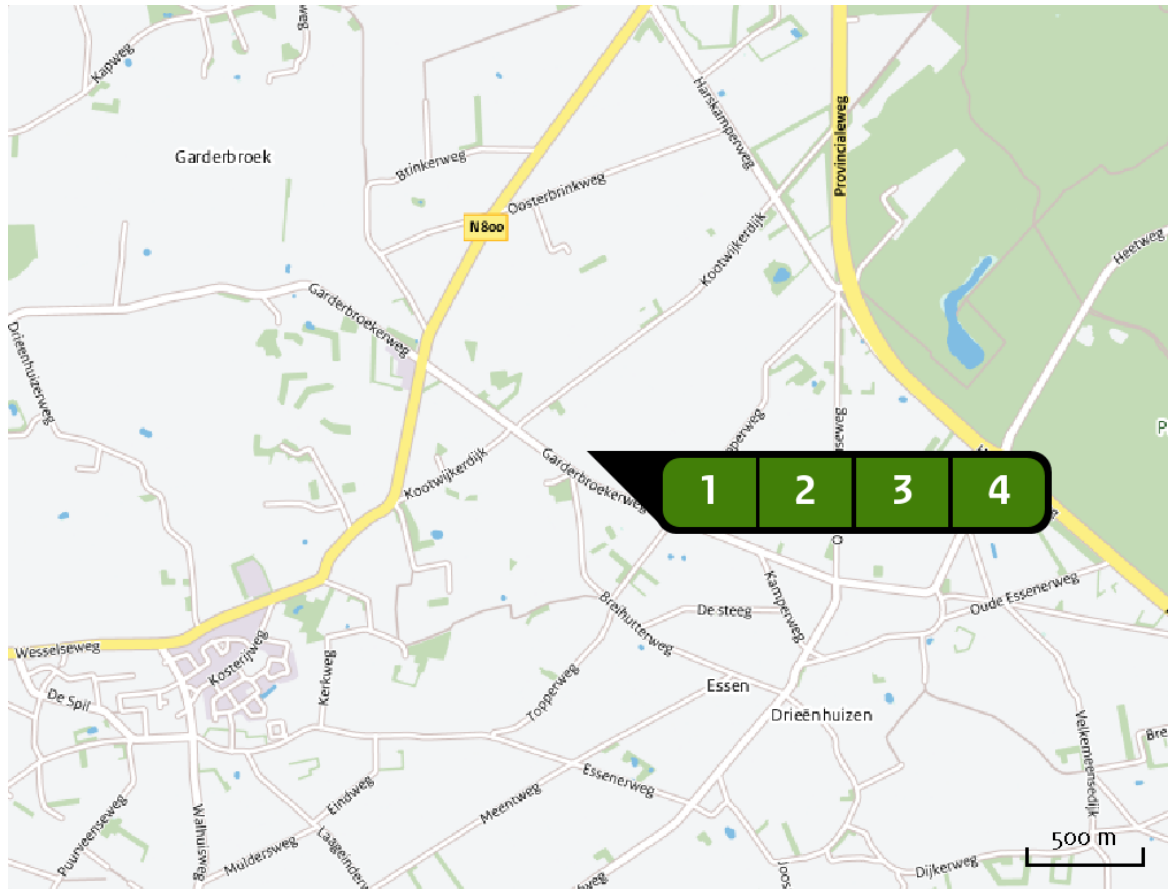 Kapweg
Garderbroek
Harskamperweg
Provincialeweg
Brinkerweg
Oosterbrinkweg
N800
Kootwijkerdijk
Heetweg
Garderbroekerweg
Drieënhuizerweg
Kootwijkerdijk
Garderbroekerweg
1 2 3 4
Kamperweg
Oude Essenerweg
Breihutterweg
De steeg
Wesselseweg
Kosterijweg
Kerkweg
De Spil
Topperweg
Essen
Drieënhuizen
Velkemeensedijk
Essenerweg
Meentweg
Eindweg
Puurveenseweg
Walhuisweg
Muldersweg
Dijkerweg
500 m